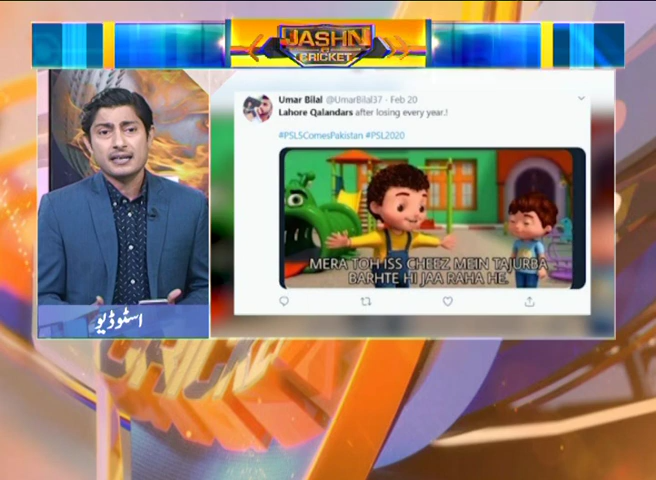 JASHN
e
CRICKET
Umar Bilal @UmarBilal37 · Feb 20
Lahore Qalandars after losing every year.!
#PSL5ComesPakistan #PSL2020
MERA TOH ISS CHEEZ MEIN TAJURBA
BARHTE HI JAA RAHA HE.
اسٹوڈیو